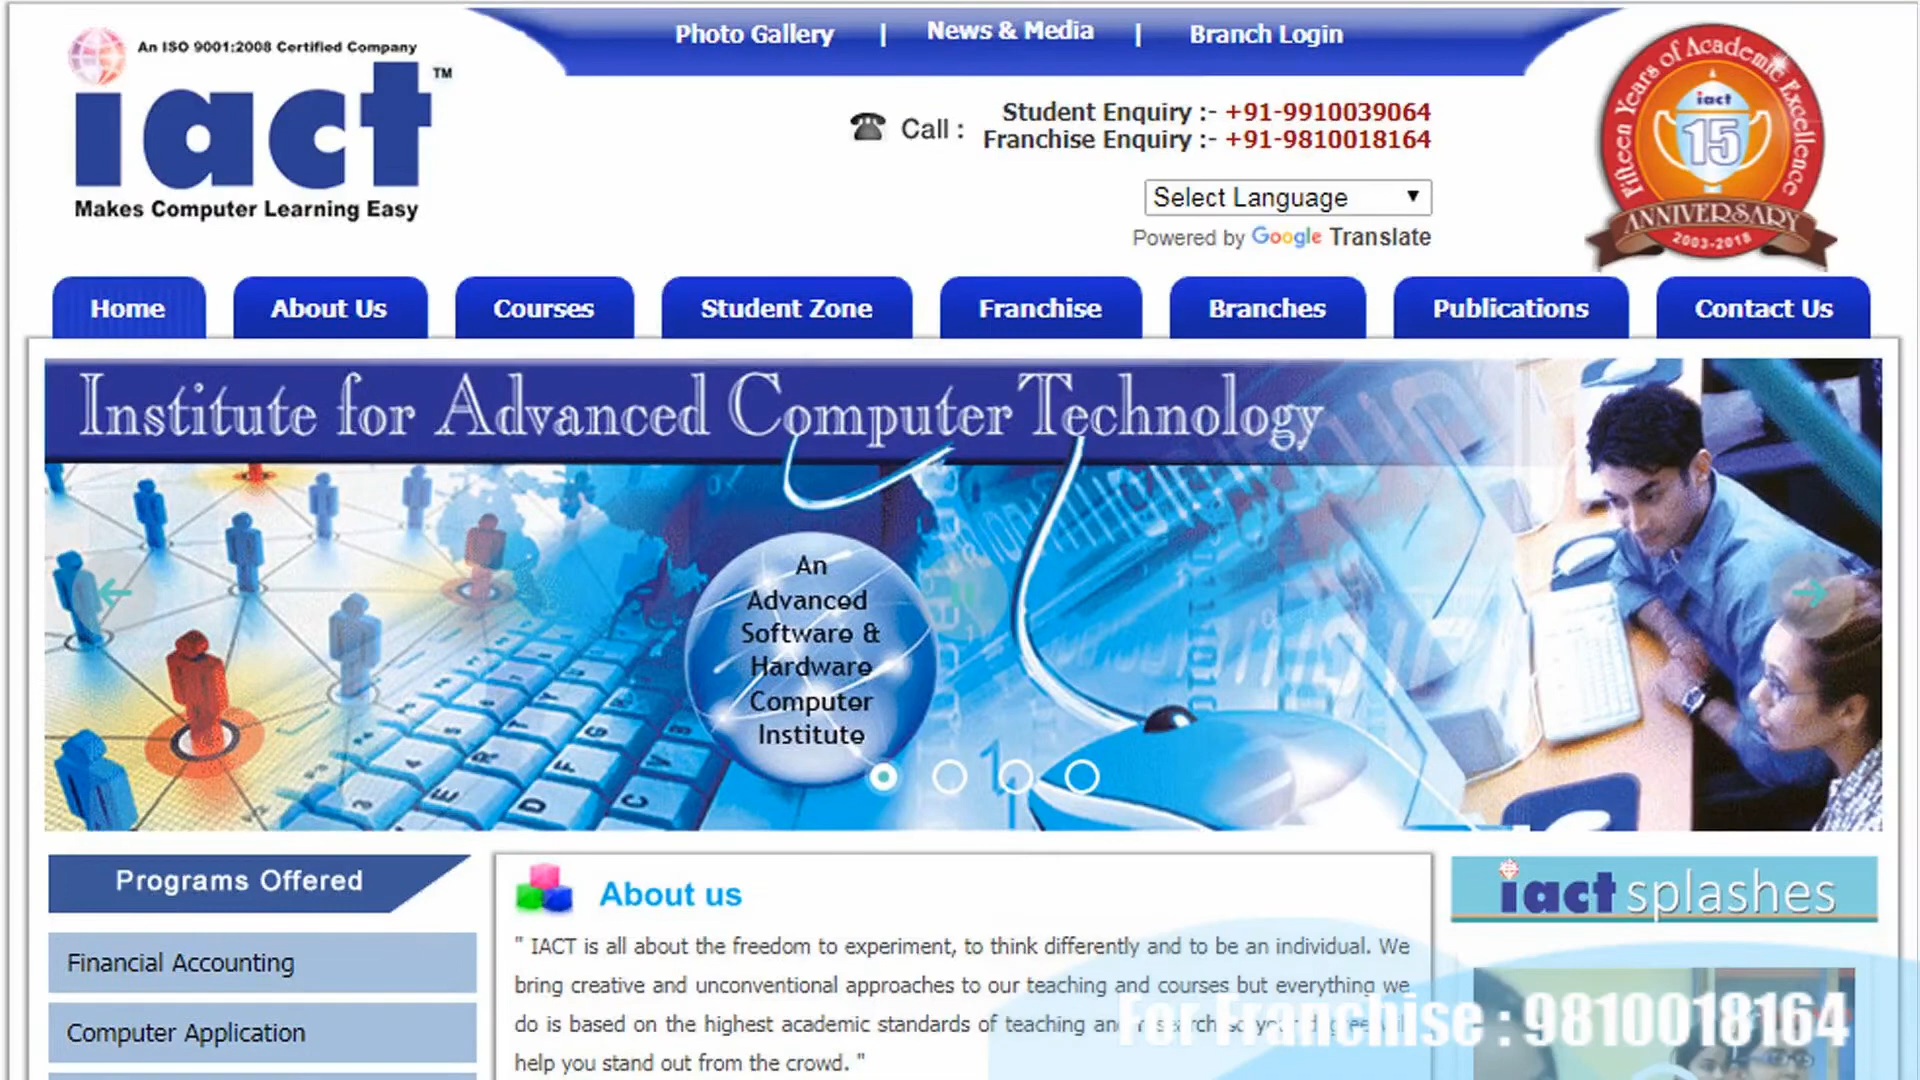 Photo Gallery | News & Media | Branch Login
An ISO 9001:2008 Certified Company
iact TM
Makes Computer Learning Easy
Call :
Student Enquiry :- +91-9910039064
Franchise Enquiry :- +91-9810018164
Select Language ▼
Powered by Google Translate
Fifteen Years of Academic Excellence
iact
15
ANNIVERSARY
2003-2018
Home
About Us
Courses
Student Zone
Franchise
Branches
Publications
Contact Us
Institute for Advanced Computer Technology
An
Advanced
Software &
Hardware
Computer
Institute
Programs Offered
Financial Accounting
Computer Application
About us
" IACT is all about the freedom to experiment, to think differently and to be an individual. We
bring creative and unconventional approaches to our teaching and courses but everything we
do is based on the highest academic standards of teaching and research so your degree will
help you stand out from the crowd. "
iact splashes
For Franchise : 9810018164